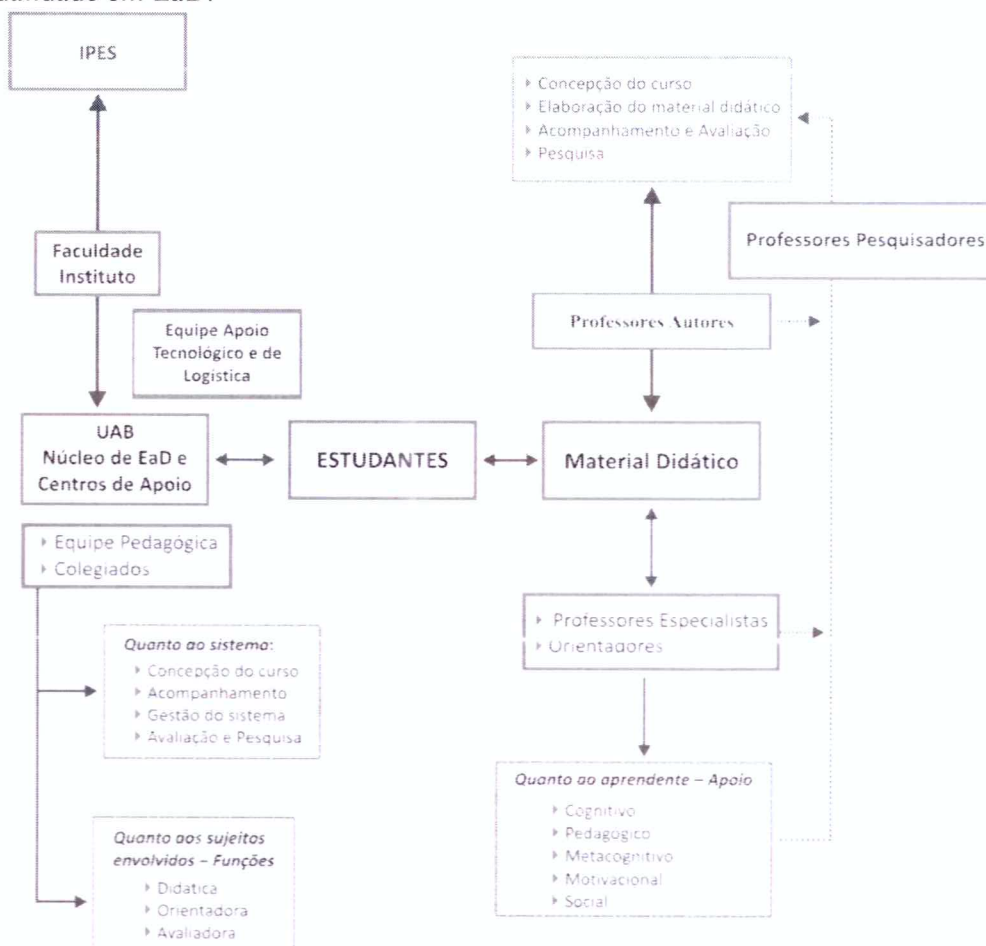 IPES
Concepção do curso
Elaboração do material didático
Acompanhamento e Avaliação
Pesquisa
Professores Pesquisadores
Faculdade
Instituto
Professores Autores
Equipe Apoio
Tecnológico e de
Logística
UAB
Núcleo de EaD e
Centros de Apoio
ESTUDANTES
Material Didático
Equipe Pedagógica
Colegiados
Professores Especialistas
Orientadores
Quanto ao sistema:
Concepção do curso
Acompanhamento
Gestão do sistema
Avaliação e Pesquisa
Quanto ao aprendente – Apoio
Cognitivo
Pedagógico
Metacognitivo
Motivacional
Social
Quanto aos sujeitos
envolvidos – Funções
Didática
Orientadora
Avaliadora